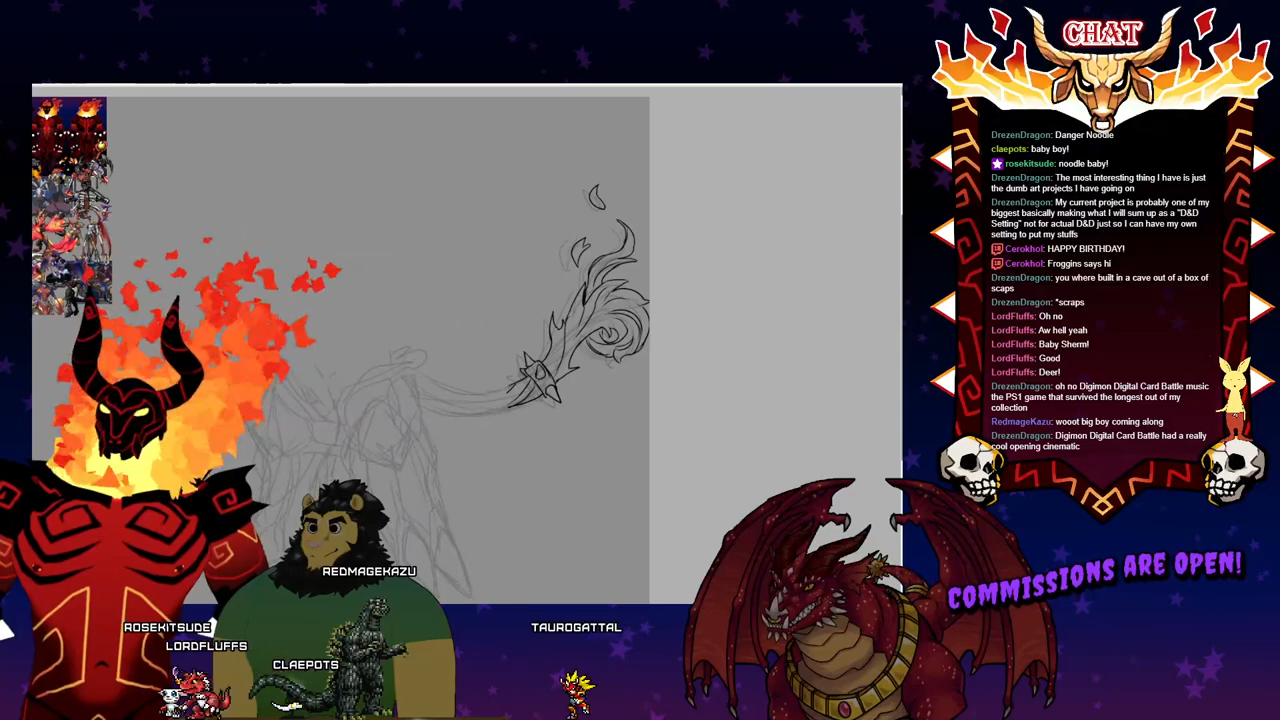 CHAT
DrezenDragon: Danger Noodle
claepots: baby boy!
rosekitsude: noodle baby!
DrezenDragon: The most interesting thing I have is just
the dumb art projects I have going on
DrezenDragon: My current project is probably one of my
biggest basically making what I will sum up as a "D&D
Setting" not for actual D&D just so I can have my own
setting to put my stuffs
Cerokhol: HAPPY BIRTHDAY!
Cerokhol: Froggins says hi
DrezenDragon: you where built in a cave out of a box of
scaps
DrezenDragon: *scraps
LordFluffs: Oh no
LordFluffs: Aw hell yeah
LordFluffs: Baby Sherm!
LordFluffs: Good
LordFluffs: Deer!
DrezenDragon: oh no Digimon Digital Card Battle music
the PS1 game that survived the longest out of my
collection
RedmageKazu: wooot big boy coming along
DrezenDragon: Digimon Digital Card Battle had a really
cool opening cinematic
COMMISSIONS ARE OPEN!
REDMAGEKAZU
ROSEKITSUDE
TAUROGATTAL
LORDFLUFFS
CLAEPOTS